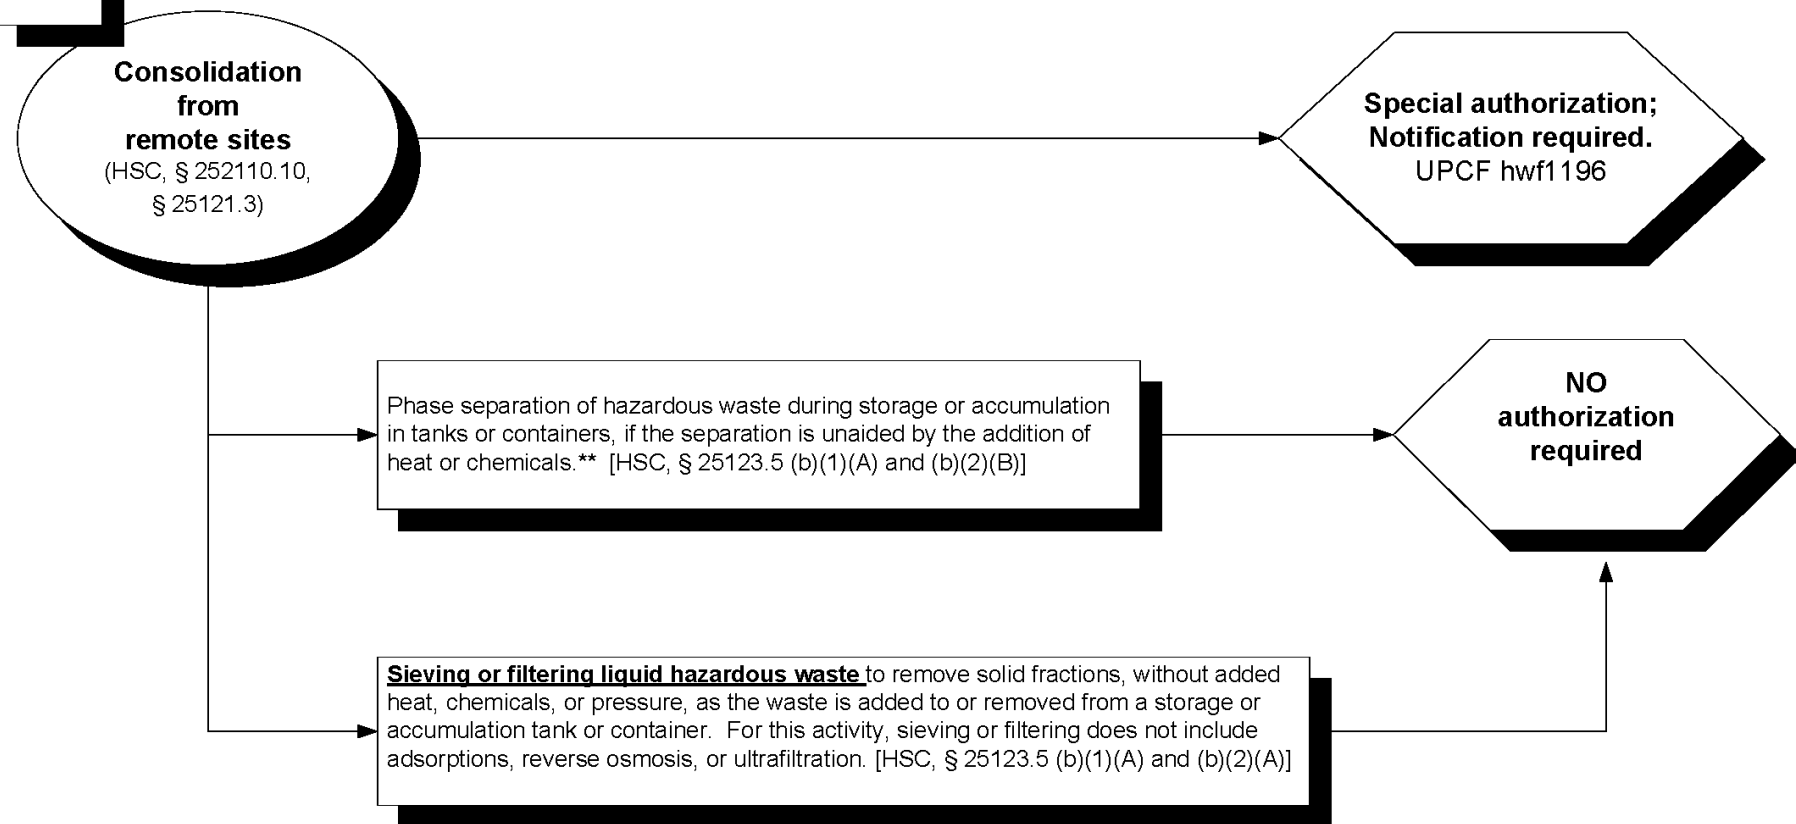 Consolidation
from
remote sites
(HSC, § 252110.10,
§ 25121.3)
Special authorization;
Notification required.
UPCF hwf1196
Phase separation of hazardous waste during storage or accumulation
in tanks or containers, if the separation is unaided by the addition of
heat or chemicals.** [HSC, § 25123.5 (b)(1)(A) and (b)(2)(B)]
NO
authorization
required
Sieving or filtering liquid hazardous waste to remove solid fractions, without added
heat, chemicals, or pressure, as the waste is added to or removed from a storage or
accumulation tank or container. For this activity, sieving or filtering does not include
adsorptions, reverse osmosis, or ultrafiltration. [HSC, § 25123.5 (b)(1)(A) and (b)(2)(A)]